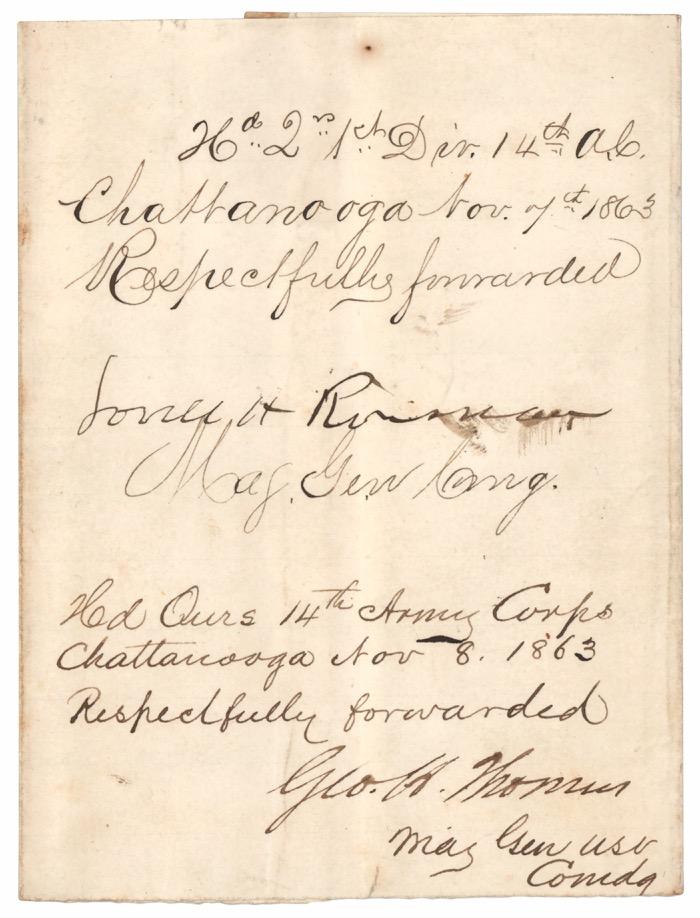 Hd. Qrs 1st Div. 14th A.C.
Chattanooga Nov. 7th 1863
Respectfully forwarded
Lovell H Rousseau
Maj. Gen Comg.
Hd Qurs 14th Army Corps
Chattanooga Nov 8. 1863
Respectfully forwarded
Geo. H. Thomas
Maj Gen USV
Comdg